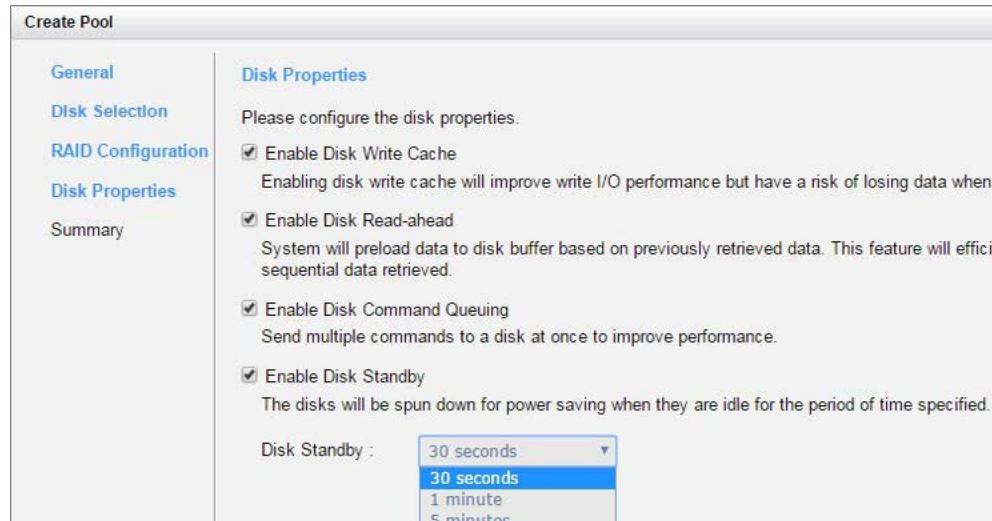 Create Pool
General
Disk Selection
RAID Configuration
Disk Properties
Summary
Disk Properties
Please configure the disk properties.
Enable Disk Write Cache
Enabling disk write cache will improve write I/O performance but have a risk of losing data when
Enable Disk Read-ahead
System will preload data to disk buffer based on previously retrieved data. This feature will effici
sequential data retrieved.
Enable Disk Command Queuing
Send multiple commands to a disk at once to improve performance.
Enable Disk Standby
The disks will be spun down for power saving when they are idle for the period of time specified.
Disk Standby : 30 seconds
30 seconds
1 minute
5 minutes